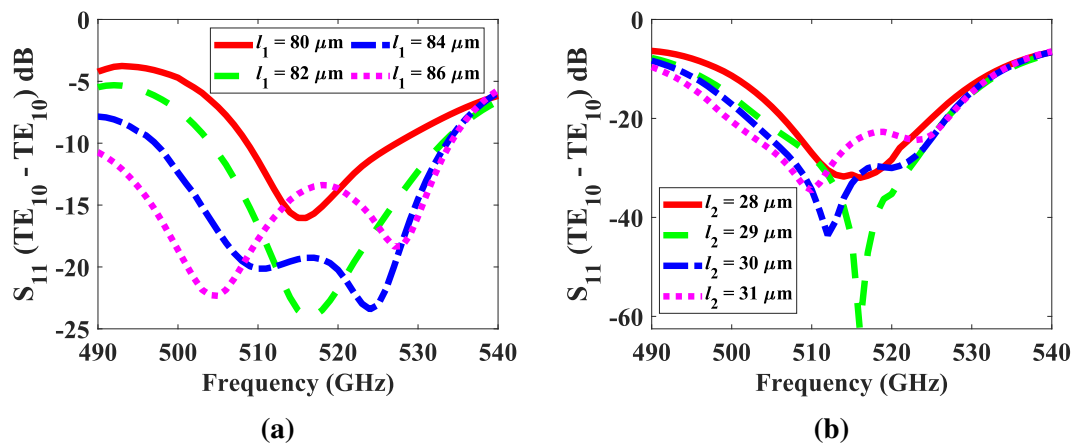 (a)
S11 (TE10 - TE10) dB
0
-5
-10
-15
-20
-25
l1 = 80 μm
l1 = 84 μm
l1 = 82 μm
l1 = 86 μm
490 500 510 520 530 540
Frequency (GHz)
(a)
(b)
S11 (TE10 - TE10) dB
0
-20
-40
-60
l2 = 28 μm
l2 = 29 μm
l2 = 30 μm
l2 = 31 μm
490 500 510 520 530 540
Frequency (GHz)
(b)